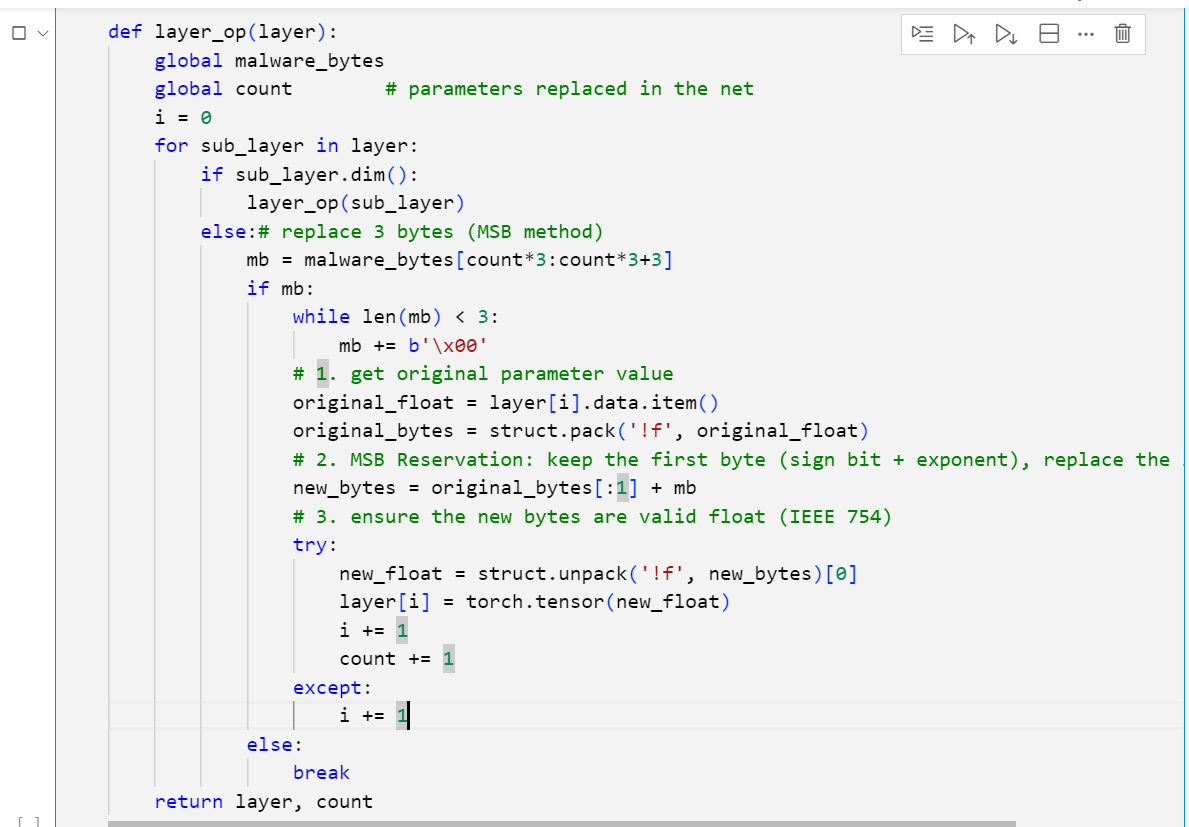 def layer_op(layer):
    global malware_bytes
    global count        # parameters replaced in the net
    i = 0
    for sub_layer in layer:
        if sub_layer.dim():
            layer_op(sub_layer)
        else:# replace 3 bytes (MSB method)
            mb = malware_bytes[count*3:count*3+3]
            if mb:
                while len(mb) < 3:
                    mb += b'\x00'
                # 1. get original parameter value
                original_float = layer[i].data.item()
                original_bytes = struct.pack('!f', original_float)
                # 2. MSB Reservation: keep the first byte (sign bit + exponent), replace the
                new_bytes = original_bytes[:1] + mb
                # 3. ensure the new bytes are valid float (IEEE 754)
                try:
                    new_float = struct.unpack('!f', new_bytes)[0]
                    layer[i] = torch.tensor(new_float)
                    i += 1
                    count += 1
                except:
                    i += 1
            else:
                break
    return layer, count
[ ]